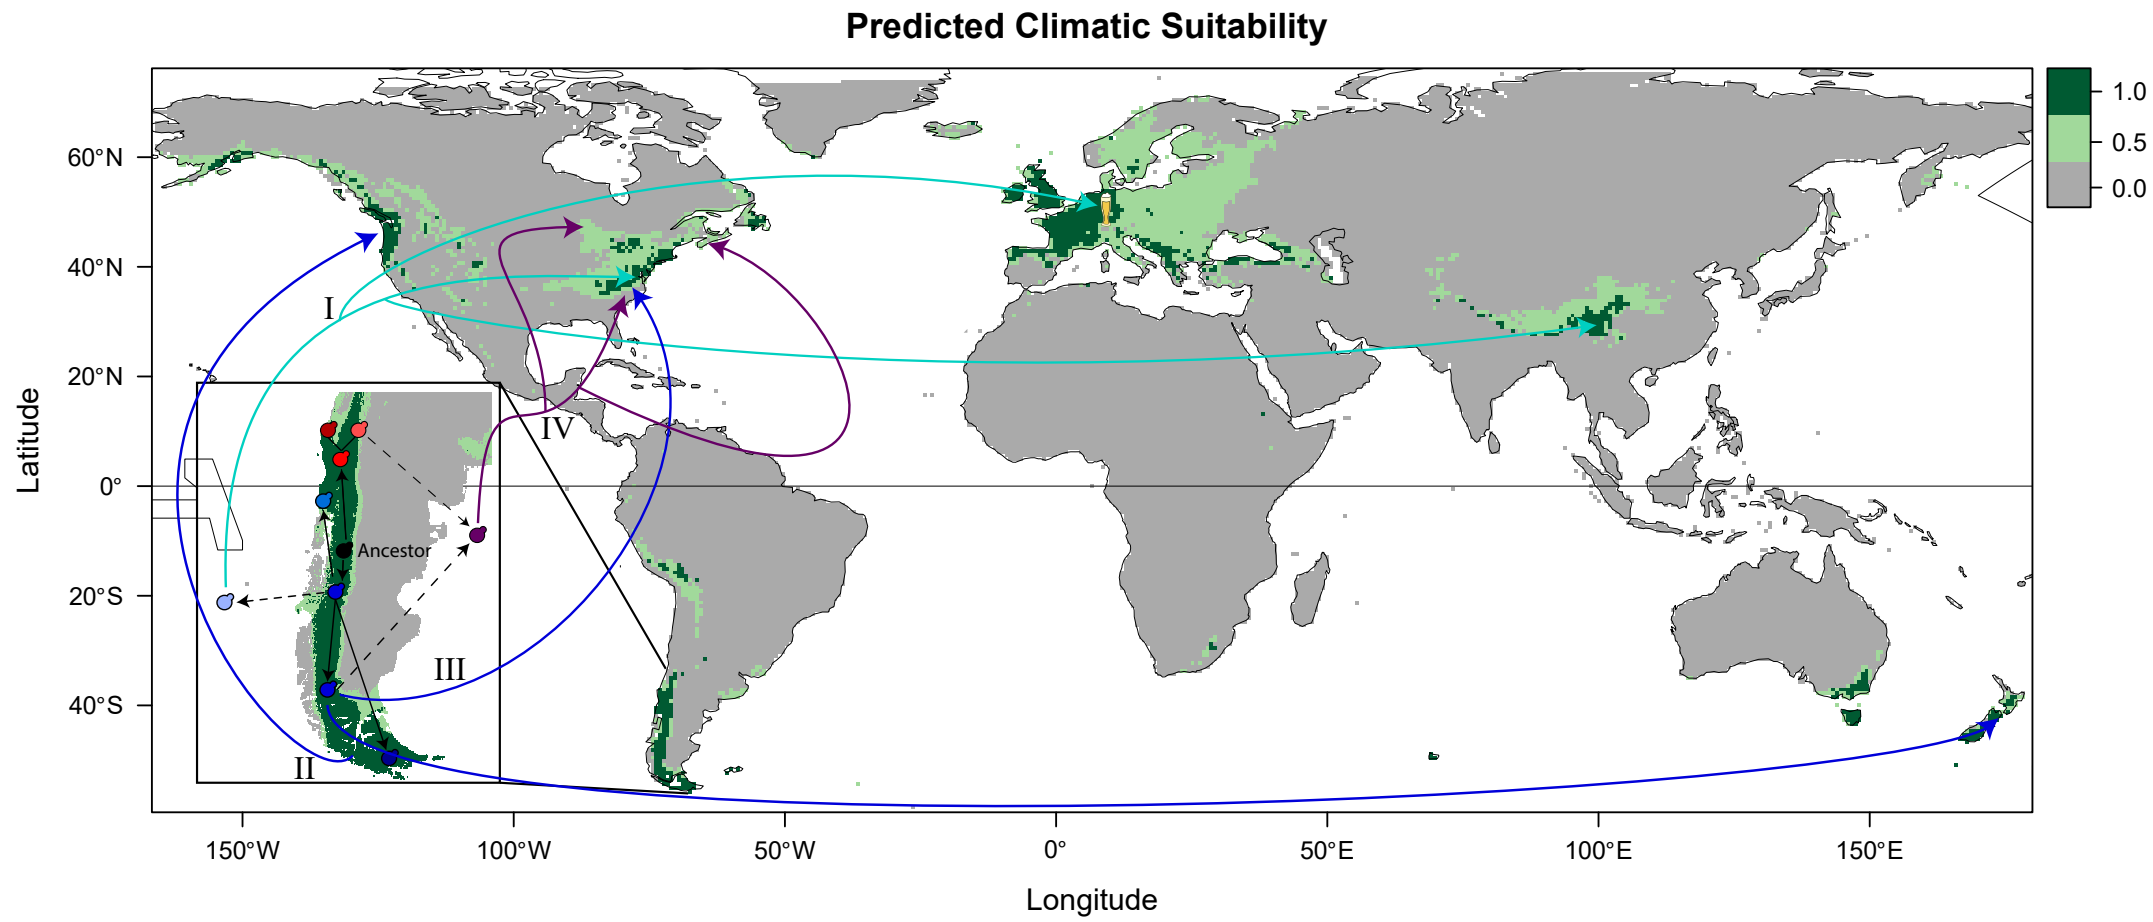 Predicted Climatic Suitability
1.0
0.5
0.0
60°N
40°N
20°N
0°
20°S
40°S
Latitude
I
IV
Ancestor
III
II
150°W
100°W
50°W
0°
50°E
100°E
150°E
Longitude